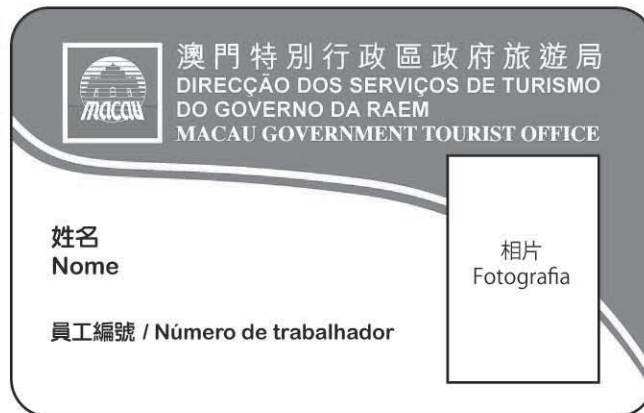 澳門特別行政區政府旅遊局
DIRECÇÃO DOS SERVIÇOS DE TURISMO
DO GOVERNO DA RAEM
MACAU GOVERNMENT TOURIST OFFICE
macau
姓名
Nome
相片
Fotografia
員工編號 / Número de trabalhador